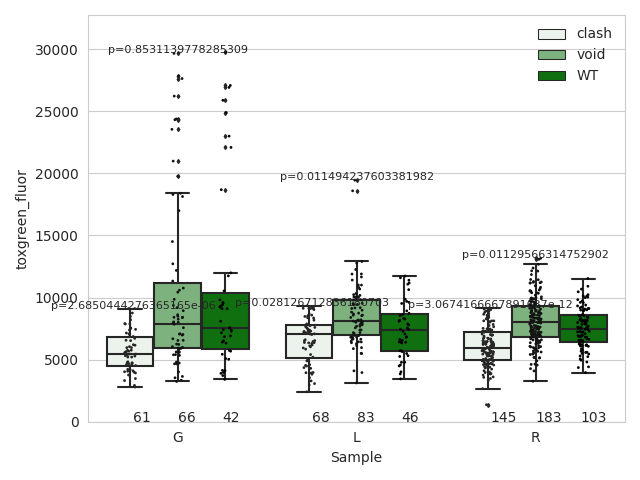 30000
25000
20000
15000
10000
5000
0
toxgreen_fluor
clash
void
WT
p=0.8531139778285309
p=0.011494237603381982
p=0.01129566314752902
61 66 42 68 83 46 145 183 103
G L R
Sample